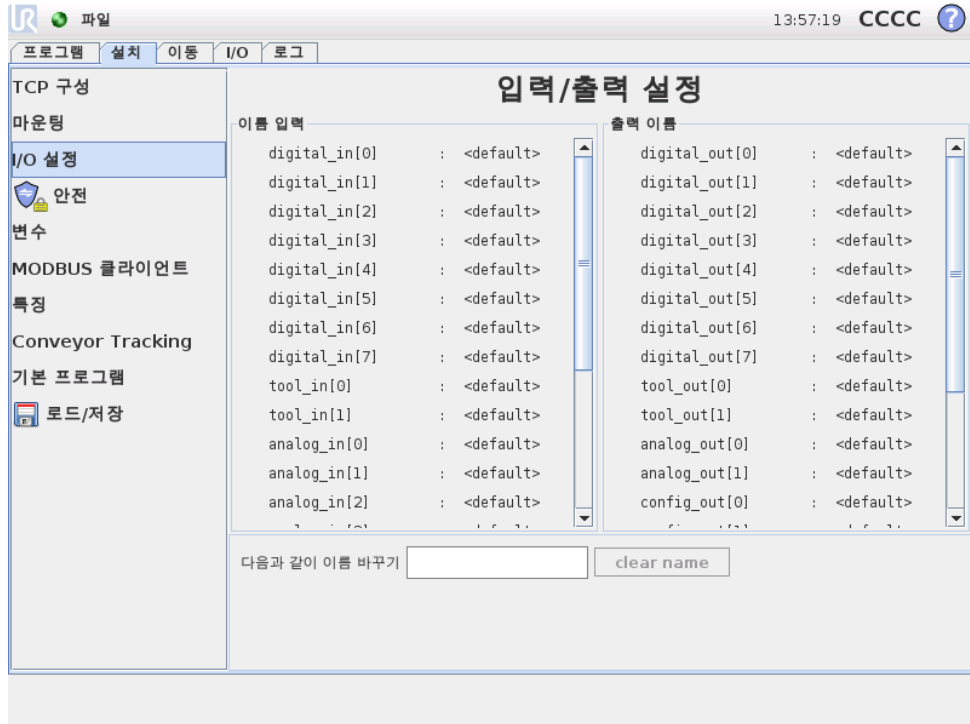 UR 파일 13:57:19 CCCC ?
프로그램 설치 이동 I/O 로그
TCP 구성
마운팅
I/O 설정
안전
변수
MODBUS 클라이언트
특징
Conveyor Tracking
기본 프로그램
로드/저장
입력/출력 설정
이름 입력
digital_in[0] : <default>
digital_in[1] : <default>
digital_in[2] : <default>
digital_in[3] : <default>
digital_in[4] : <default>
digital_in[5] : <default>
digital_in[6] : <default>
digital_in[7] : <default>
tool_in[0] : <default>
tool_in[1] : <default>
analog_in[0] : <default>
analog_in[1] : <default>
analog_in[2] : <default>
출력 이름
digital_out[0] : <default>
digital_out[1] : <default>
digital_out[2] : <default>
digital_out[3] : <default>
digital_out[4] : <default>
digital_out[5] : <default>
digital_out[6] : <default>
digital_out[7] : <default>
tool_out[0] : <default>
tool_out[1] : <default>
analog_out[0] : <default>
analog_out[1] : <default>
config_out[0] : <default>
다음과 같이 이름 바꾸기 clear name